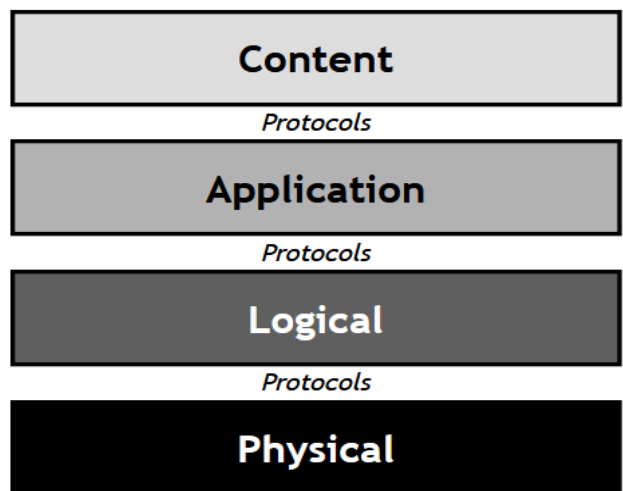 Content
Protocols
Application
Protocols
Logical
Protocols
Physical